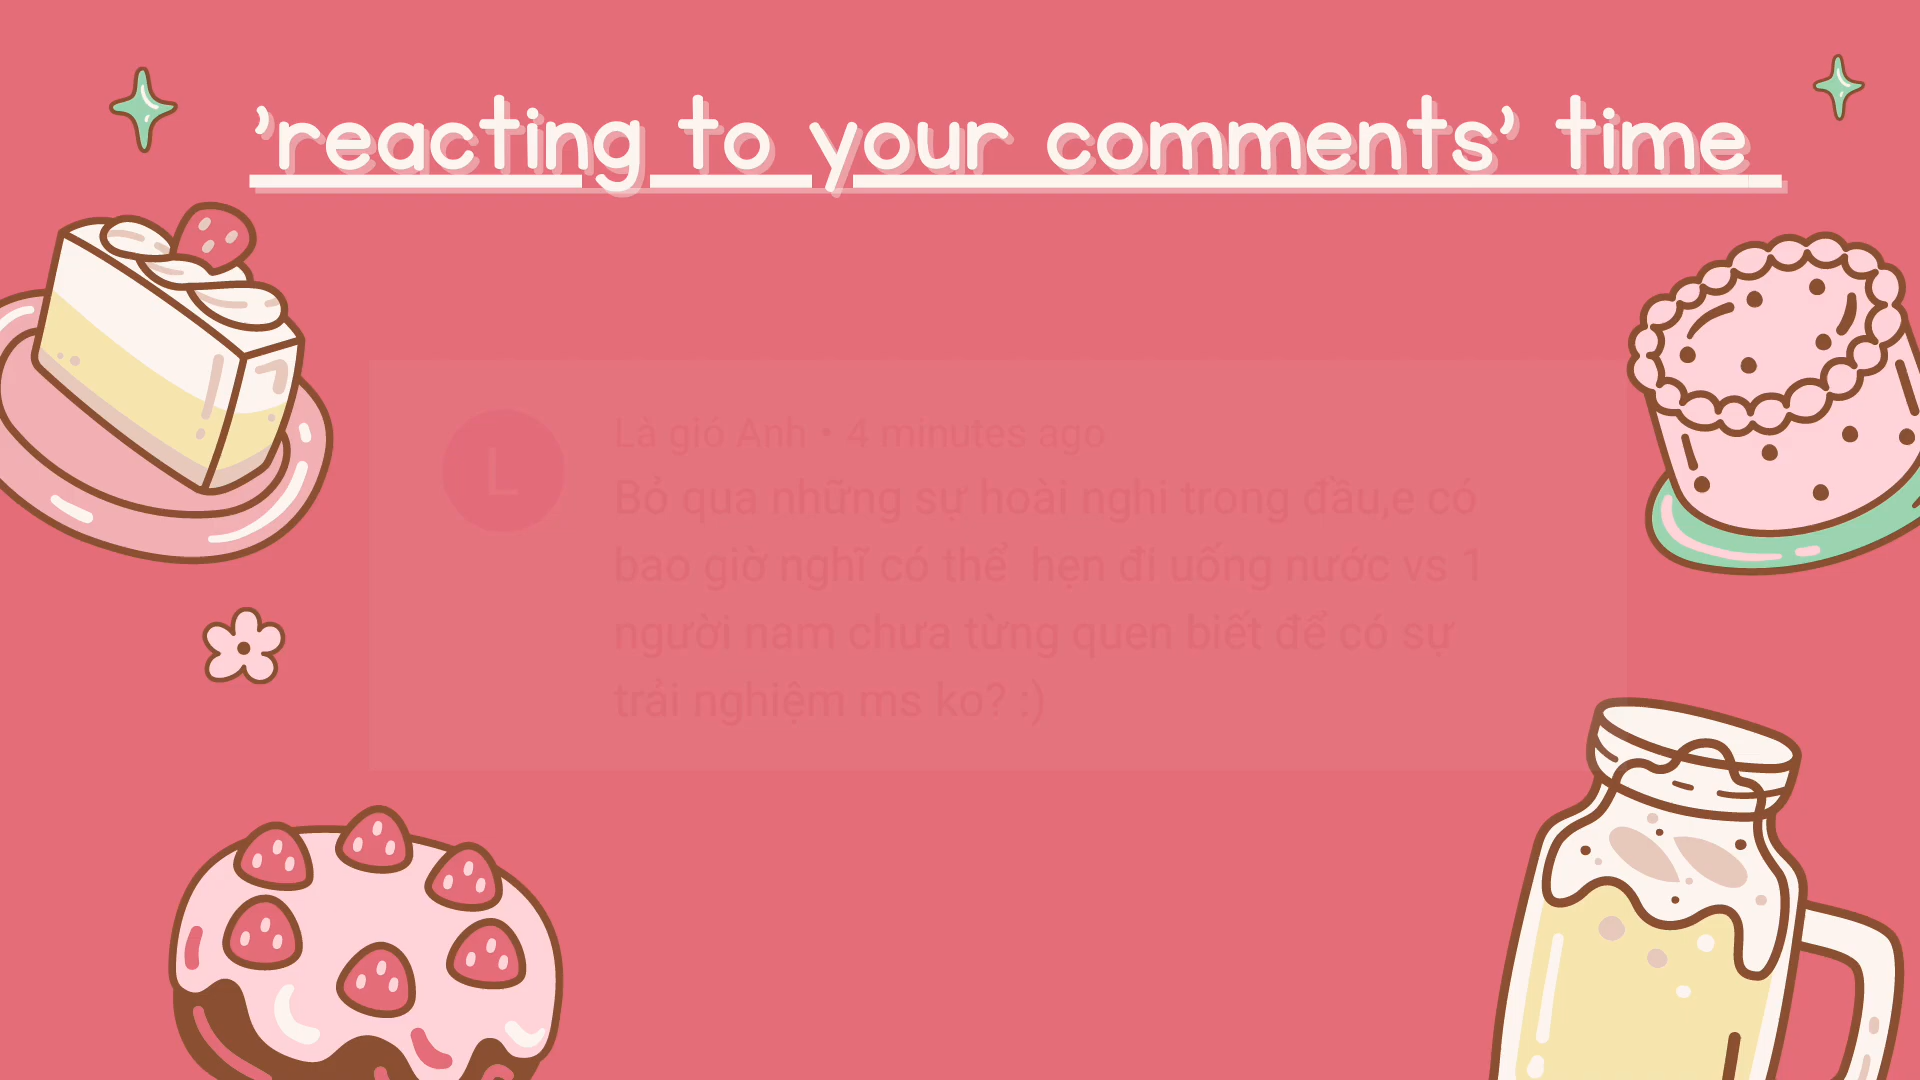 ’reacting to your comments’ time
L
Là gió Anh • 4 minutes ago
Bỏ qua những sự hoài nghi trong đầu,e có
bao giờ nghĩ có thể hẹn đi uống nước vs 1
người nam chưa từng quen biết để có sự
trải nghiệm ms ko? :)